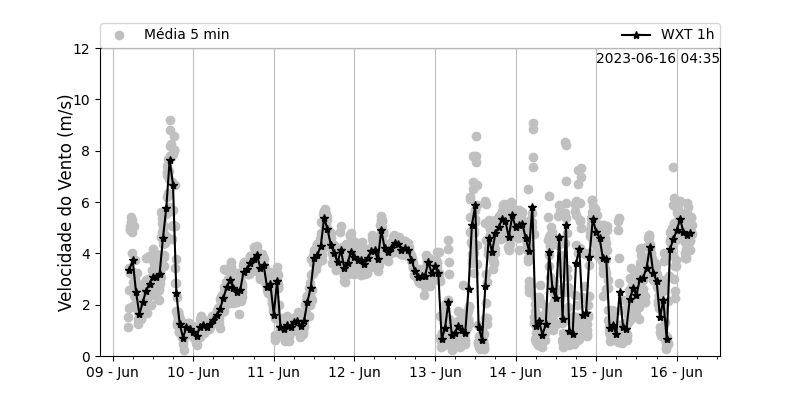 Média 5 min WXT 1h
2023-06-16 04:35
Velocidade do Vento (m/s)
12
10
8
6
4
2
0
09 - Jun 10 - Jun 11 - Jun 12 - Jun 13 - Jun 14 - Jun 15 - Jun 16 - Jun